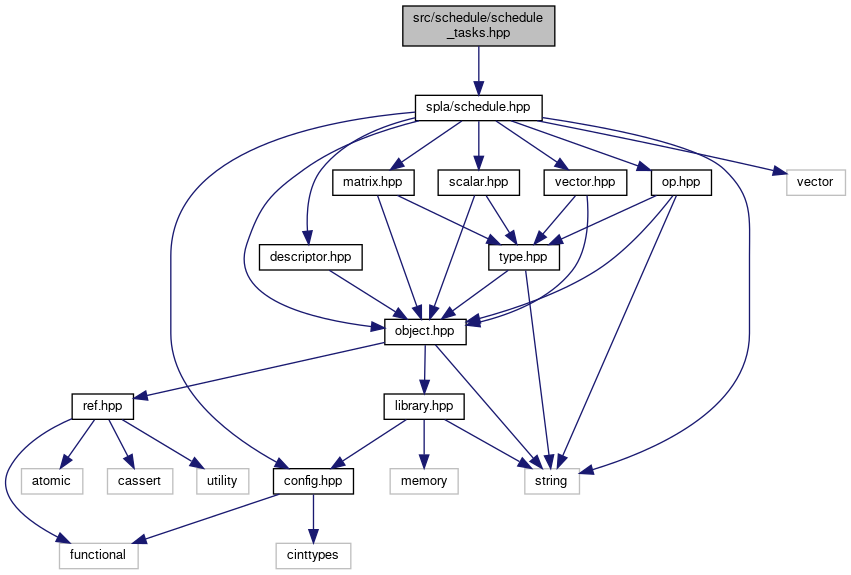 src/schedule/schedule
_tasks.hpp
spla/schedule.hpp
matrix.hpp
scalar.hpp
vector.hpp
op.hpp
vector
descriptor.hpp
type.hpp
object.hpp
ref.hpp
library.hpp
atomic
cassert
utility
config.hpp
memory
string
functional
cinttypes